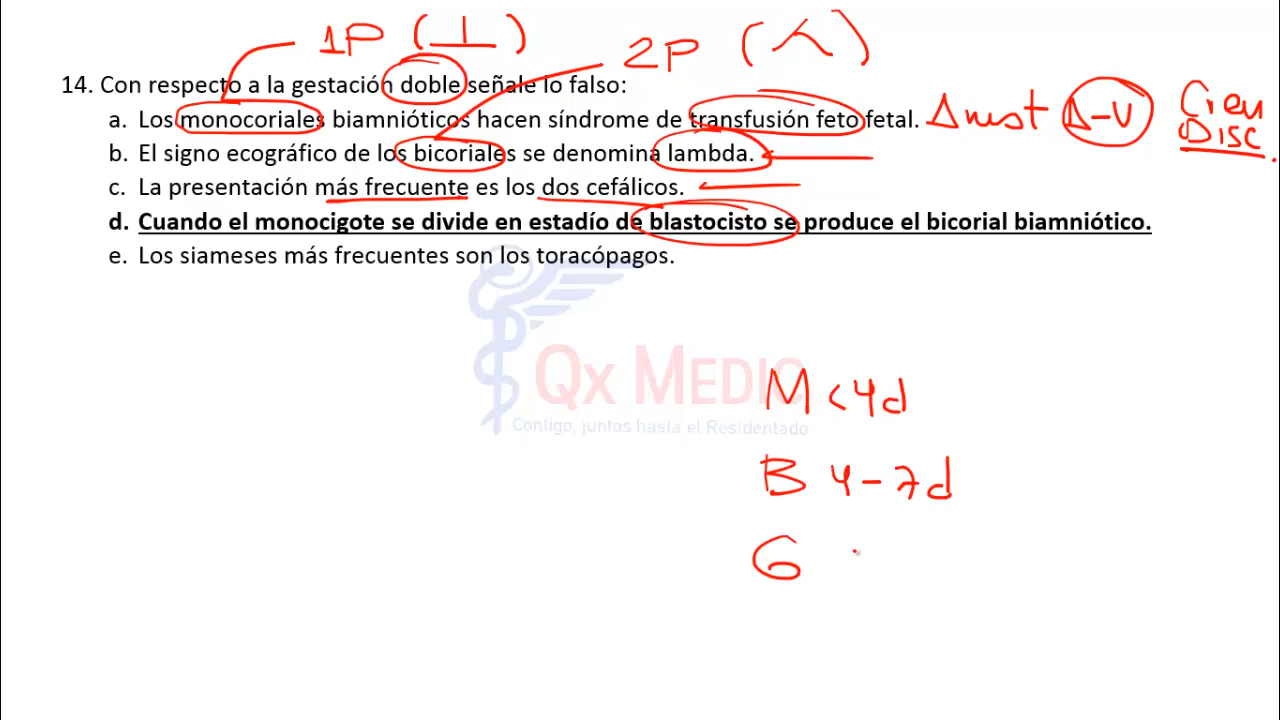 1P (⊥)
2P (⅄)
14. Con respecto a la gestación doble señale lo falso:
a. Los monocoriales biamnióticos hacen síndrome de transfusión feto fetal. Anast A-V
Crecu
Disc
b. El signo ecográfico de los bicoriales se denomina lambda.
c. La presentación más frecuente es los dos cefálicos.
d. Cuando el monocigote se divide en estadío de blastocisto se produce el bicorial biamniótico.
e. Los siameses más frecuentes son los toracópagos.
Qx MEDIC
Contigo, juntos hasta el Residentado
M <4d
B 4-7d
G